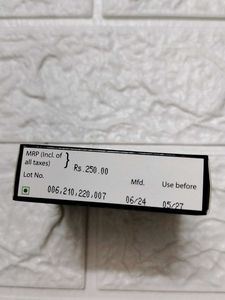 MRP (Incl. of
all taxes) } Rs.250.00
Lot No. Mfd. Use before
006,210,220,007 06/24 05/27